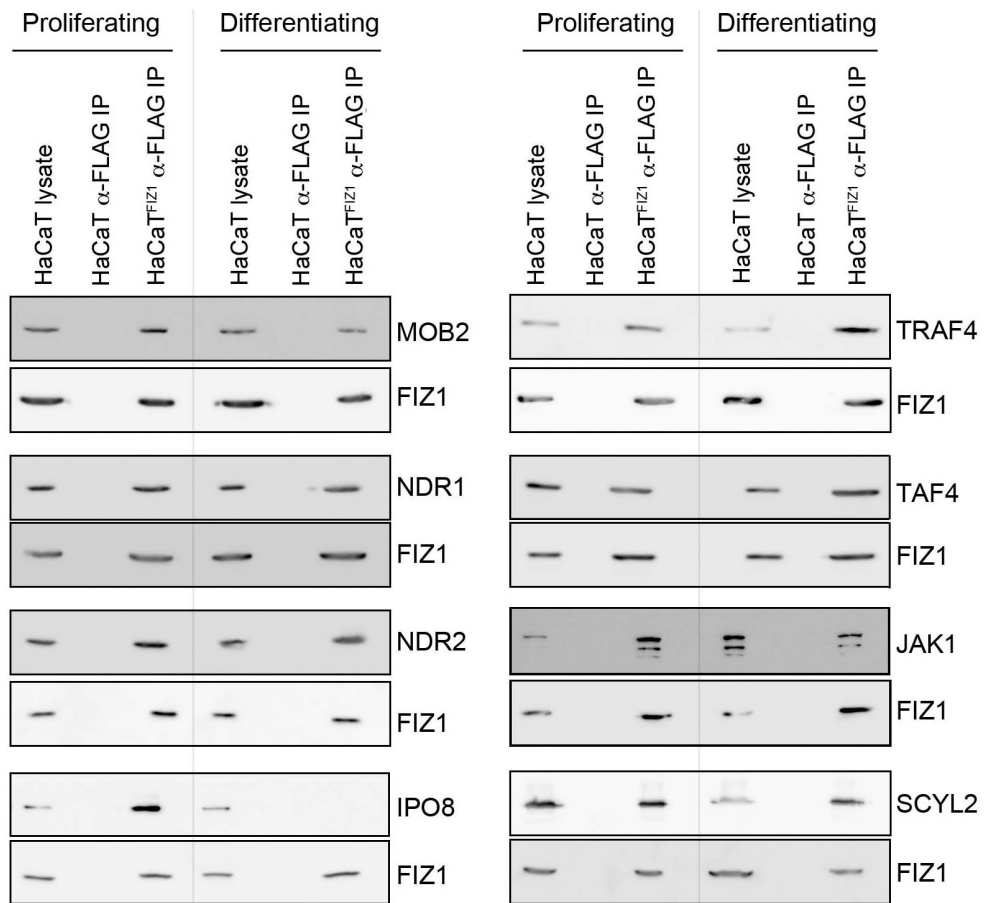 Proliferating Differentiating
HaCaT lysate
HaCaT α-FLAG IP
HaCaTFIZ1 α-FLAG IP
HaCaT lysate
HaCaT α-FLAG IP
HaCaTFIZ1 α-FLAG IP
MOB2
FIZ1
NDR1
FIZ1
NDR2
FIZ1
IPO8
FIZ1
Proliferating Differentiating
HaCaT lysate
HaCaT α-FLAG IP
HaCaTFIZ1 α-FLAG IP
HaCaT lysate
HaCaT α-FLAG IP
HaCaTFIZ1 α-FLAG IP
TRAF4
FIZ1
TAF4
FIZ1
JAK1
FIZ1
SCYL2
FIZ1